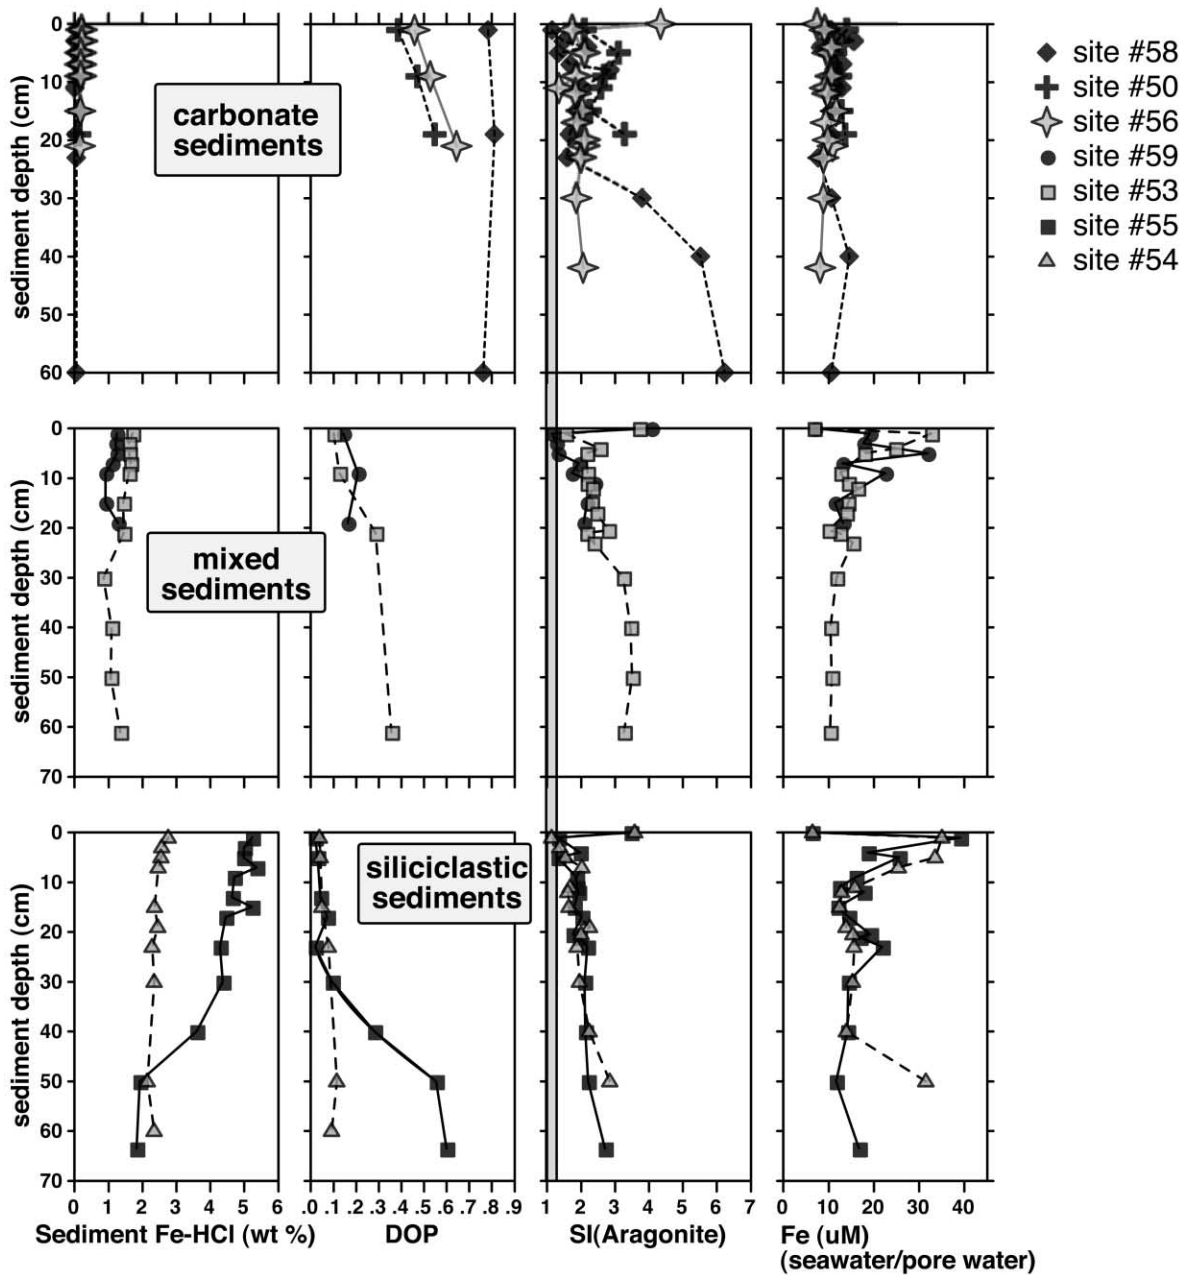 0
10
20
30
40
50
60
sediment depth (cm)
carbonate
sediments
site #58
site #50
site #56
site #59
site #53
site #55
site #54
0
10
20
30
40
50
60
70
sediment depth (cm)
mixed
sediments
0
10
20
30
40
50
60
70
sediment depth (cm)
siliciclastic
sediments
0 1 2 3 4 5 6
.0 .1 .2 .3 .4 .5 .6 .7 .8 .9
1 2 3 4 5 6 7
0 10 20 30 40
Sediment Fe-HCl (wt %)
DOP
SI(Aragonite)
Fe (uM)
(seawater/pore water)